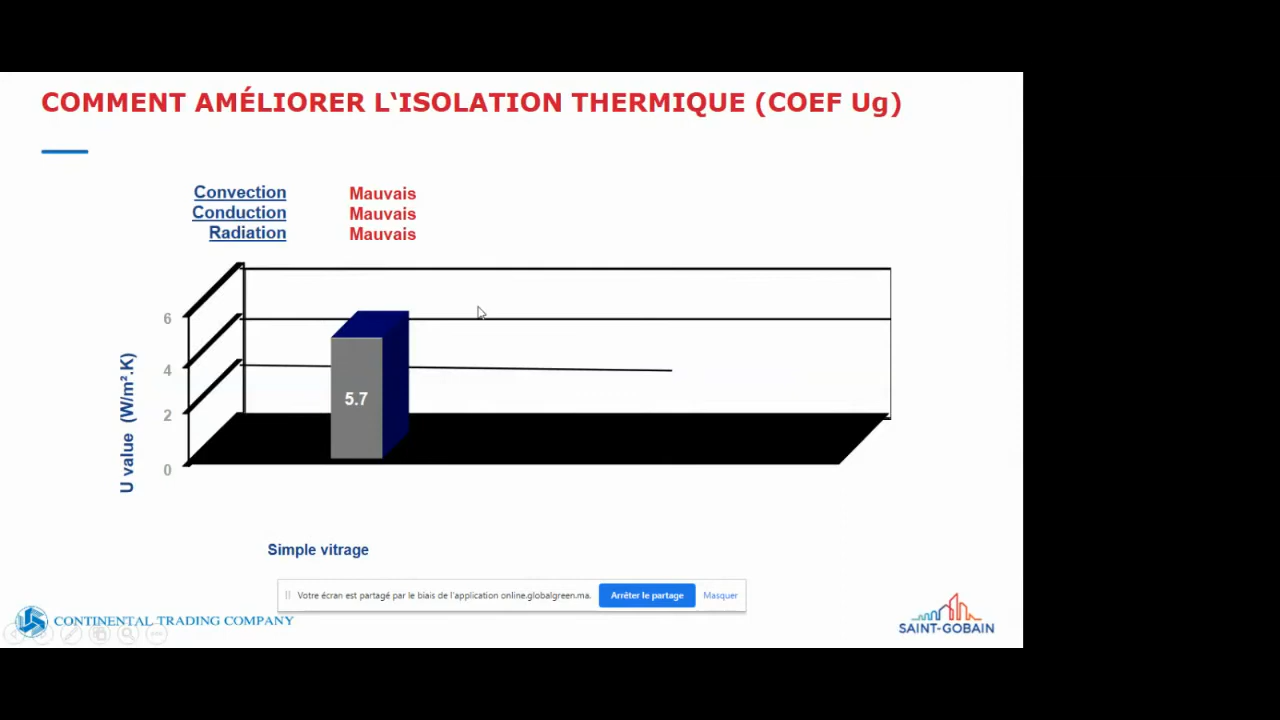 COMMENT AMÉLIORER L‘ISOLATION THERMIQUE (COEF Ug)
Convection Mauvais
Conduction Mauvais
Radiation Mauvais
6
4
2
0
U value (W/m².K)
5.7
Simple vitrage
Votre écran est partagé par le biais de l'application online.globalgreen.ma. Arrêter le partage Masquer
CONTINENTAL TRADING COMPANY
SAINT-GOBAIN